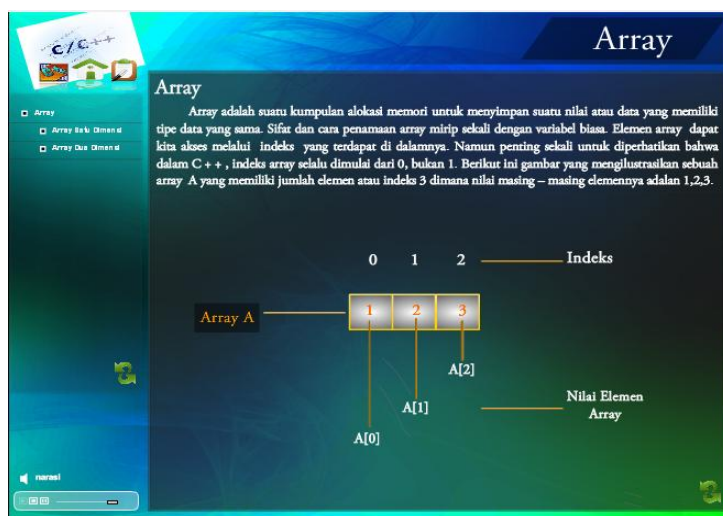 C/C++
Array
Array
Array Satu Dimensi
Array Dua Dimensi
Array
Array adalah suatu kumpulan alokasi memori untuk menyimpan suatu nilai atau data yang memiliki
tipe data yang sama. Sifat dan cara penamaan array mirip sekali dengan variabel biasa. Elemen array dapat
kita akses melalui indeks yang terdapat di dalamnya. Namun penting sekali untuk diperhatikan bahwa
dalam C + + , indeks array selalu dimulai dari 0, bukan 1. Berikut ini gambar yang mengilustrasikan sebuah
array A yang memiliki jumlah elemen atau indeks 3 dimana nilai masing – masing elemennya adalan 1,2,3.
0 1 2 Indeks
Array A 1 2 3
A[2]
A[1]
Nilai Elemen
Array
A[0]
narasi